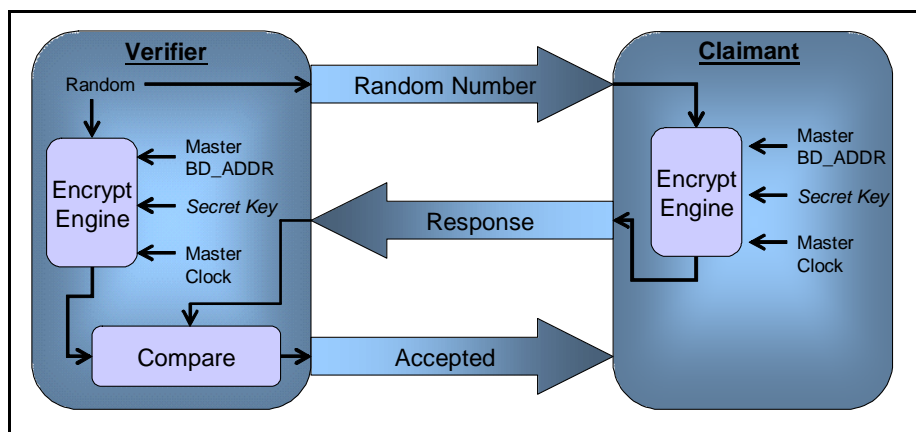 Verifier
Random
Encrypt
Engine
Master
BD_ADDR
Secret Key
Master
Clock
Compare
Random Number
Response
Accepted
Claimant
Encrypt
Engine
Master
BD_ADDR
Secret Key
Master
Clock